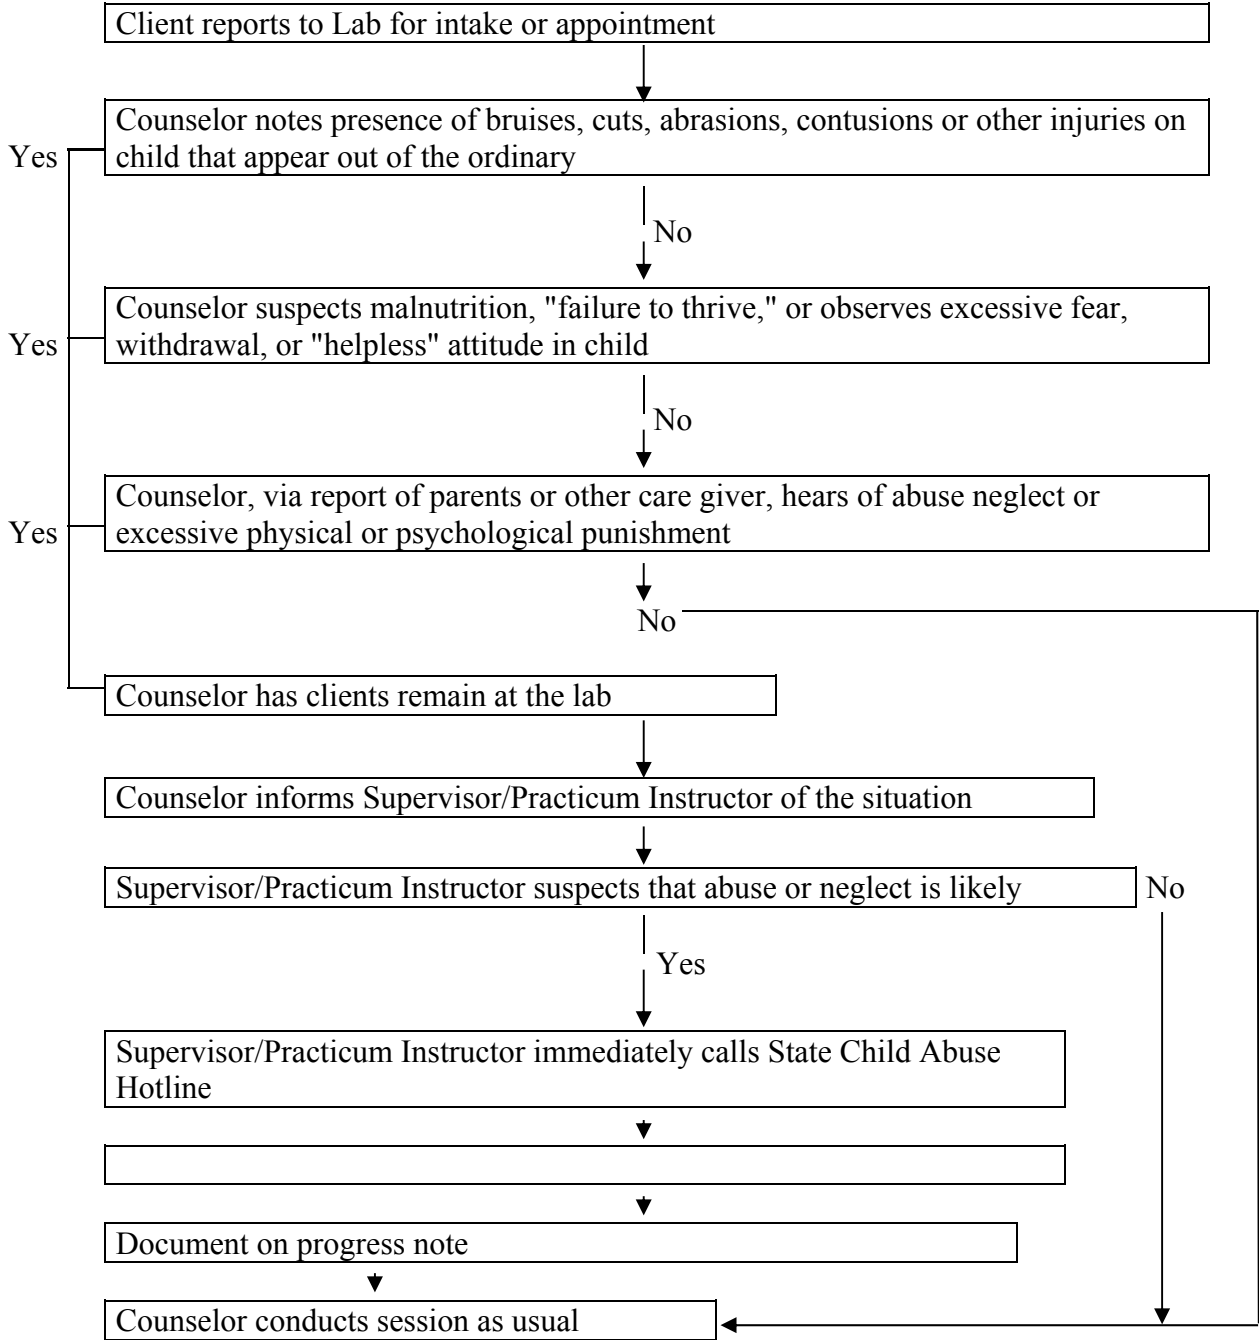 Client reports to Lab for intake or appointment
Counselor notes presence of bruises, cuts, abrasions, contusions or other injuries on
child that appear out of the ordinary
Yes
No
Counselor suspects malnutrition, "failure to thrive," or observes excessive fear,
withdrawal, or "helpless" attitude in child
Yes
No
Counselor, via report of parents or other care giver, hears of abuse neglect or
excessive physical or psychological punishment
Yes
No
Counselor has clients remain at the lab
Counselor informs Supervisor/Practicum Instructor of the situation
Supervisor/Practicum Instructor suspects that abuse or neglect is likely
No
Yes
Supervisor/Practicum Instructor immediately calls State Child Abuse
Hotline
Document on progress note
Counselor conducts session as usual